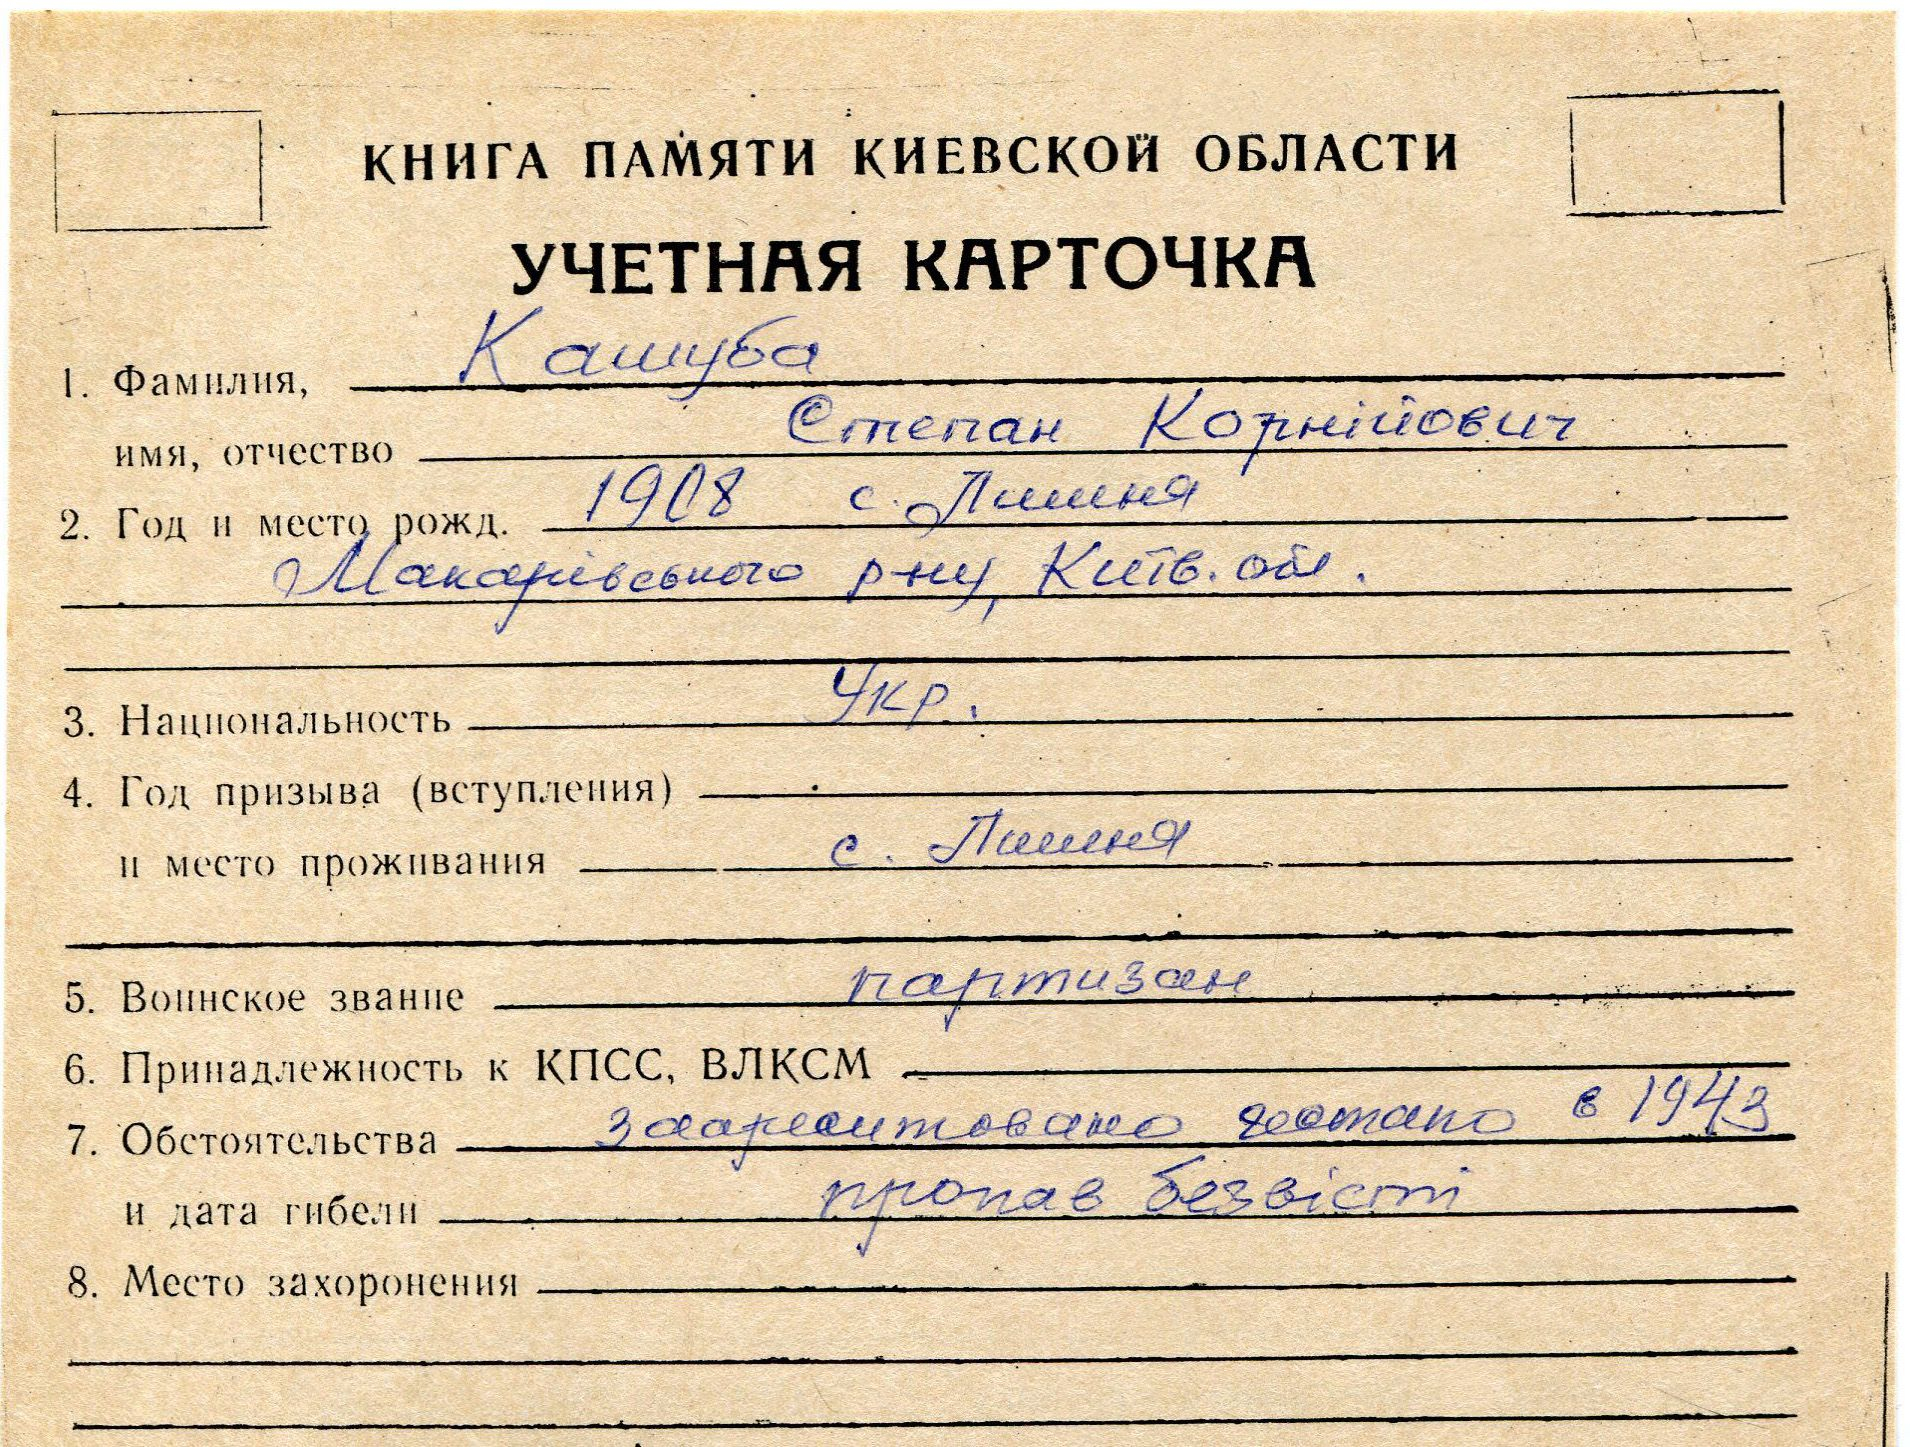 КНИГА ПАМЯТИ КИЕВСКОЙ ОБЛАСТИ
УЧЕТНАЯ КАРТОЧКА
1. Фамилия, Кашуба
имя, отчество Степан Корнійович
2. Год и место рожд. 1908 с. Лишня
Макарівського р-ну, Київ. обл.
3. Национальность Укр.
4. Год призыва (вступления)
и место проживания с. Лишня
5. Воинское звание партизан
6. Принадлежность к КПСС, ВЛКСМ
7. Обстоятельства заарештовано гестапо в 1943
и дата гибели пропав безвісті
8. Место захоронения